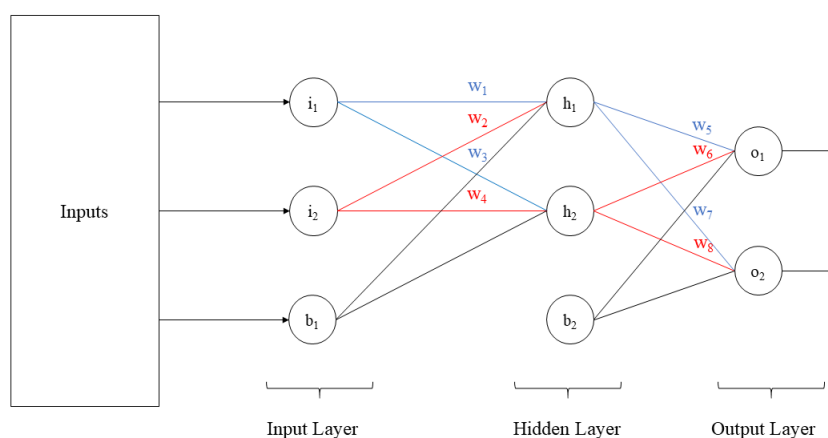 w₁
i₁
h₁
w₂
w₅
w₃
w₆
o₁
w₄
Inputs
i₂
h₂
w₇
w₈
o₂
b₁
b₂
Input Layer
Hidden Layer
Output Layer